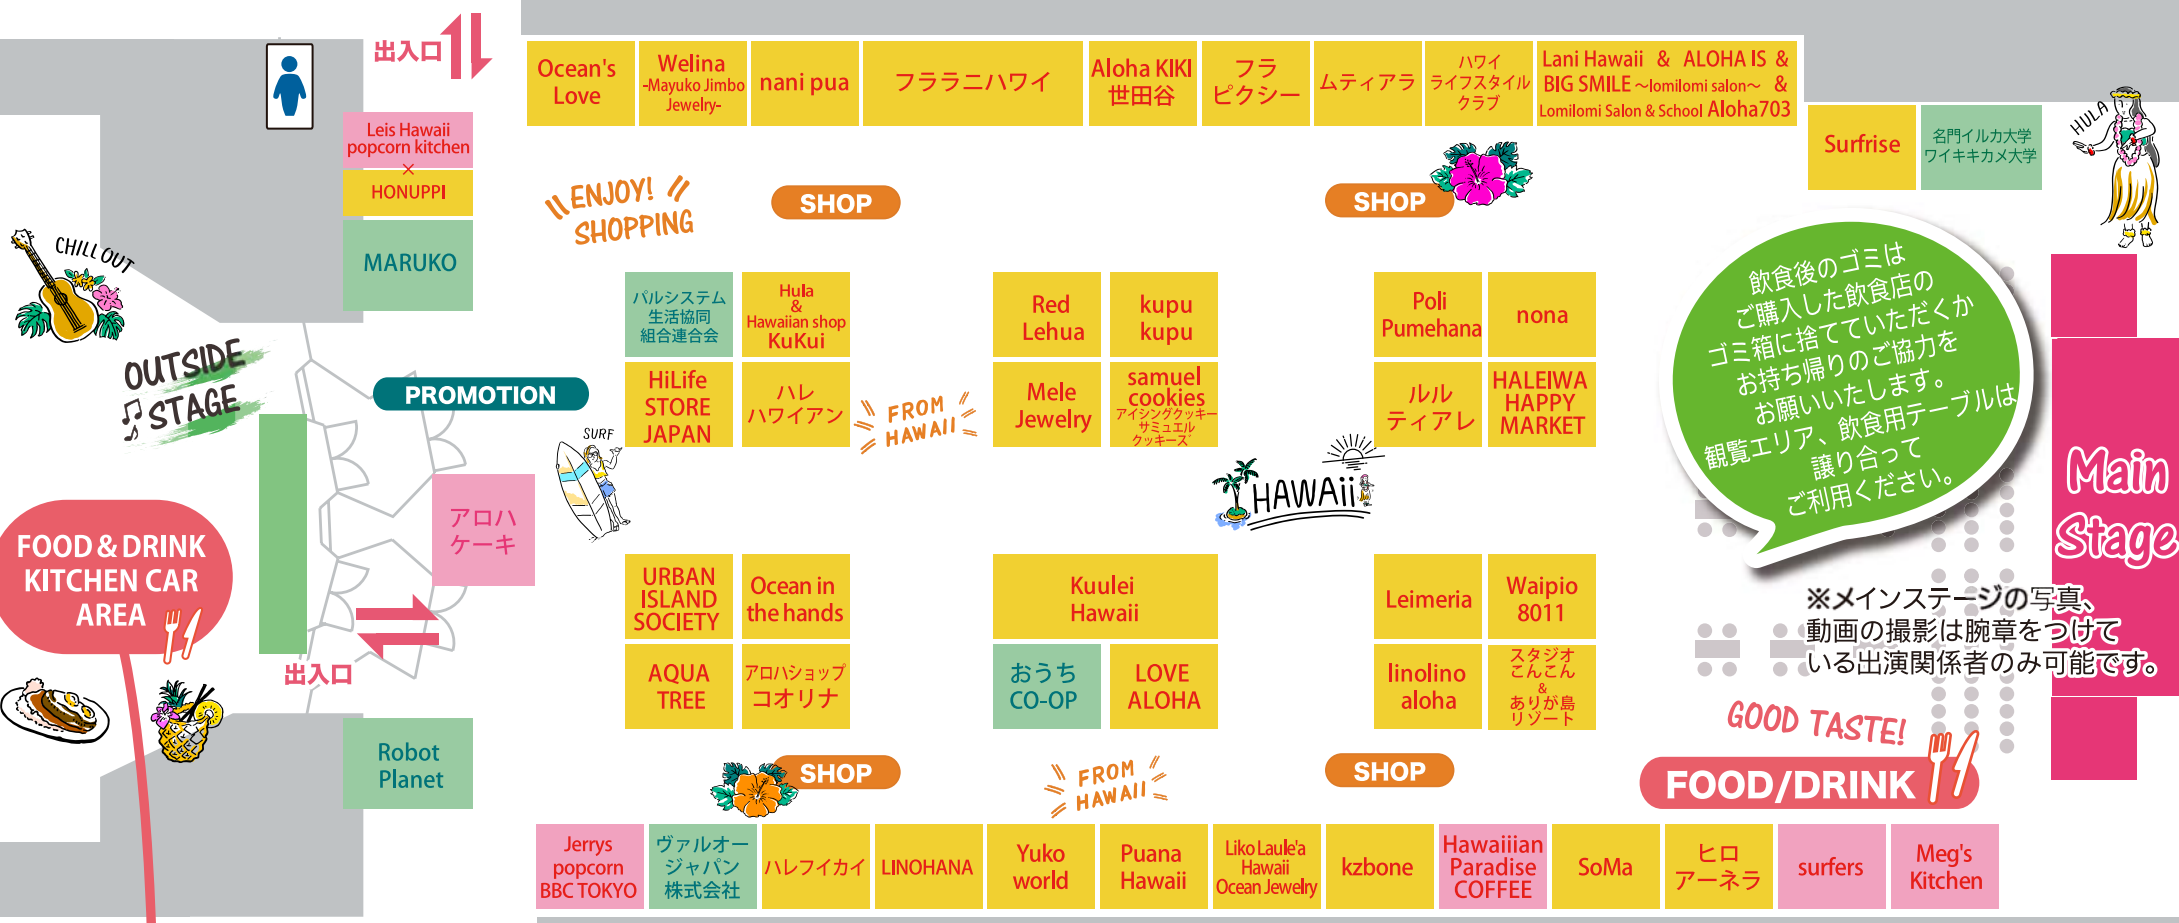 出入口
Ocean's
Love
Welina
-Mayuko Jimbo
Jewelry-
nani pua
フララニハワイ
Aloha KIKI
世田谷
フラ
ピクシー
ムティアラ
ハワイ
ライフスタイル
クラブ
Lani Hawaii & ALOHA IS &
BIG SMILE ~lomilomi salon~ &
Lomilomi Salon & School Aloha703
Surfrise
名門イルカ大学
ワイキキカメ大学
HULA
Leis Hawaii
popcorn kitchen
×
HONUPPI
MARUKO
CHILL OUT
OUTSIDE
STAGE
PROMOTION
ENJOY!
SHOPPING
SHOP
SHOP
パルシステム
生活協同
組合連合会
Hula
&
Hawaiian shop
KuKui
HiLife
STORE
JAPAN
ハレ
ハワイアン
FROM
HAWAII
Red
Lehua
kupu
kupu
Mele
Jewelry
samuel
cookies
アイシングクッキー
サミュエル
クッキーズ
Poli
Pumehana
nona
ルル
ティアレ
HALEIWA
HAPPY
MARKET
飲食後のゴミは
ご購入した飲食店の
ゴミ箱に捨てていただくか
お持ち帰りのご協力を
お願いいたします。
観覧エリア、飲食用テーブルは
譲り合って
ご利用ください。
Main
Stage
SURF
HAWAii
アロハ
ケーキ
FOOD & DRINK
KITCHEN CAR
AREA
出入口
URBAN
ISLAND
SOCIETY
Ocean in
the hands
AQUA
TREE
アロハショップ
コオリナ
Kuulei
Hawaii
おうち
CO-OP
LOVE
ALOHA
Leimeria
Waipio
8011
linolino
aloha
スタジオ
こんこん
&
ありが島
リゾート
※メインステージの写真、
動画の撮影は腕章をつけて
いる出演関係者のみ可能です。
Robot
Planet
SHOP
FROM
HAWAII
SHOP
GOOD TASTE!
FOOD/DRINK
Jerrys
popcorn
BBC TOKYO
ヴァルオー
ジャパン
株式会社
ハレフイカイ
LINOHANA
Yuko
world
Puana
Hawaii
Liko Laule'a
Hawaii
Ocean Jewelry
kzbone
Hawaiiian
Paradise
COFFEE
SoMa
ヒロ
アーネラ
surfers
Meg's
Kitchen